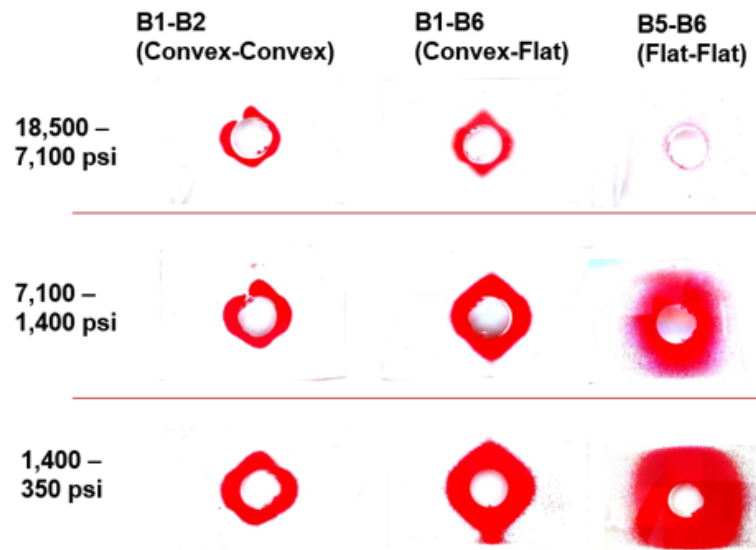 B1-B2
(Convex-Convex)
B1-B6
(Convex-Flat)
B5-B6
(Flat-Flat)
18,500 –
7,100 psi
7,100 –
1,400 psi
1,400 –
350 psi